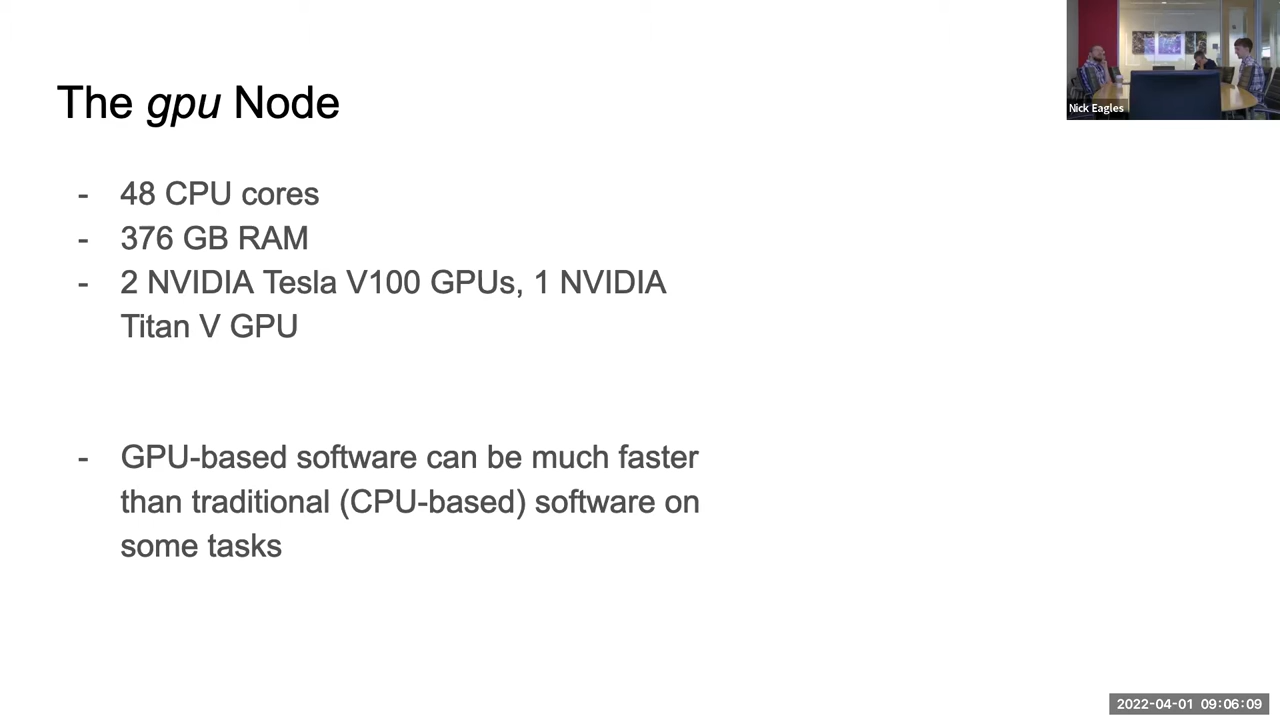 The gpu Node
Nick Eagles
- 48 CPU cores
- 376 GB RAM
- 2 NVIDIA Tesla V100 GPUs, 1 NVIDIA
Titan V GPU
- GPU-based software can be much faster
than traditional (CPU-based) software on
some tasks
2022-04-01 09:06:09